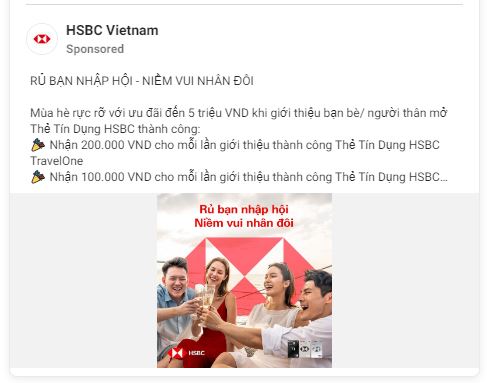 HSBC Vietnam
Sponsored
RỦ BẠN NHẬP HỘI - NIỀM VUI NHÂN ĐÔI
Mùa hè rực rỡ với ưu đãi đến 5 triệu VND khi giới thiệu bạn bè/ người thân mở
Thẻ Tín Dụng HSBC thành công:
🎉 Nhận 200.000 VND cho mỗi lần giới thiệu thành công Thẻ Tín Dụng HSBC
TravelOne
🎉 Nhận 100.000 VND cho mỗi lần giới thiệu thành công Thẻ Tín Dụng HSBC...
Rủ bạn nhập hội
Niềm vui nhân đôi
HSBC